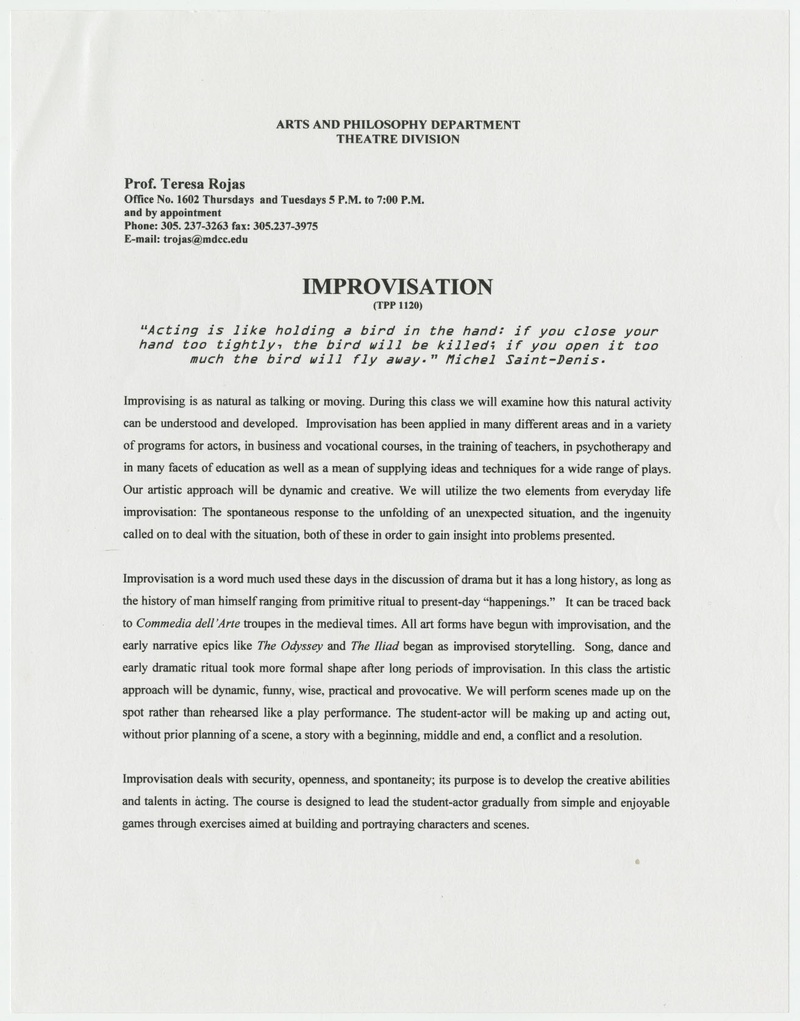 ARTS AND PHILOSOPHY DEPARTMENT
THEATRE DIVISION
Prof. Teresa Rojas
Office No. 1602 Thursdays and Tuesdays 5 P.M. to 7:00 P.M.
and by appointment
Phone: 305. 237-3263 fax: 305.237-3975
E-mail: trojas@mdcc.edu
IMPROVISATION
(TPP 1120)
"Acting is like holding a bird in the hand: if you close your
hand too tightly, the bird will be killed; if you open it too
much the bird will fly away." Michel Saint-Denis.
Improvising is as natural as talking or moving. During this class we will examine how this natural activity
can be understood and developed. Improvisation has been applied in many different areas and in a variety
of programs for actors, in business and vocational courses, in the training of teachers, in psychotherapy and
in many facets of education as well as a mean of supplying ideas and techniques for a wide range of plays.
Our artistic approach will be dynamic and creative. We will utilize the two elements from everyday life
improvisation: The spontaneous response to the unfolding of an unexpected situation, and the ingenuity
called on to deal with the situation, both of these in order to gain insight into problems presented.
Improvisation is a word much used these days in the discussion of drama but it has a long history, as long as
the history of man himself ranging from primitive ritual to present-day “happenings.” It can be traced back
to Commedia dell’Arte troupes in the medieval times. All art forms have begun with improvisation, and the
early narrative epics like The Odyssey and The Iliad began as improvised storytelling. Song, dance and
early dramatic ritual took more formal shape after long periods of improvisation. In this class the artistic
approach will be dynamic, funny, wise, practical and provocative. We will perform scenes made up on the
spot rather than rehearsed like a play performance. The student-actor will be making up and acting out,
without prior planning of a scene, a story with a beginning, middle and end, a conflict and a resolution.
Improvisation deals with security, openness, and spontaneity; its purpose is to develop the creative abilities
and talents in acting. The course is designed to lead the student-actor gradually from simple and enjoyable
games through exercises aimed at building and portraying characters and scenes.